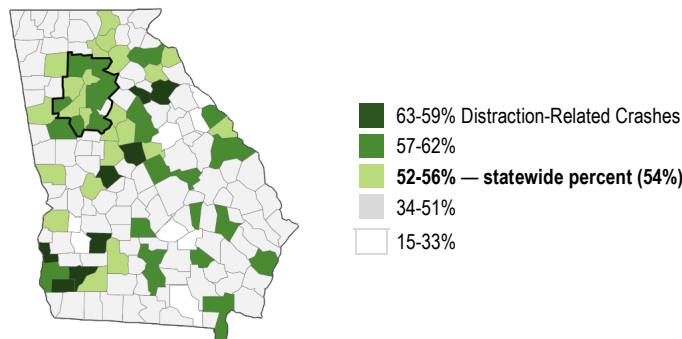 63-59% Distraction-Related Crashes
57-62%
52-56% — statewide percent (54%)
34-51%
15-33%